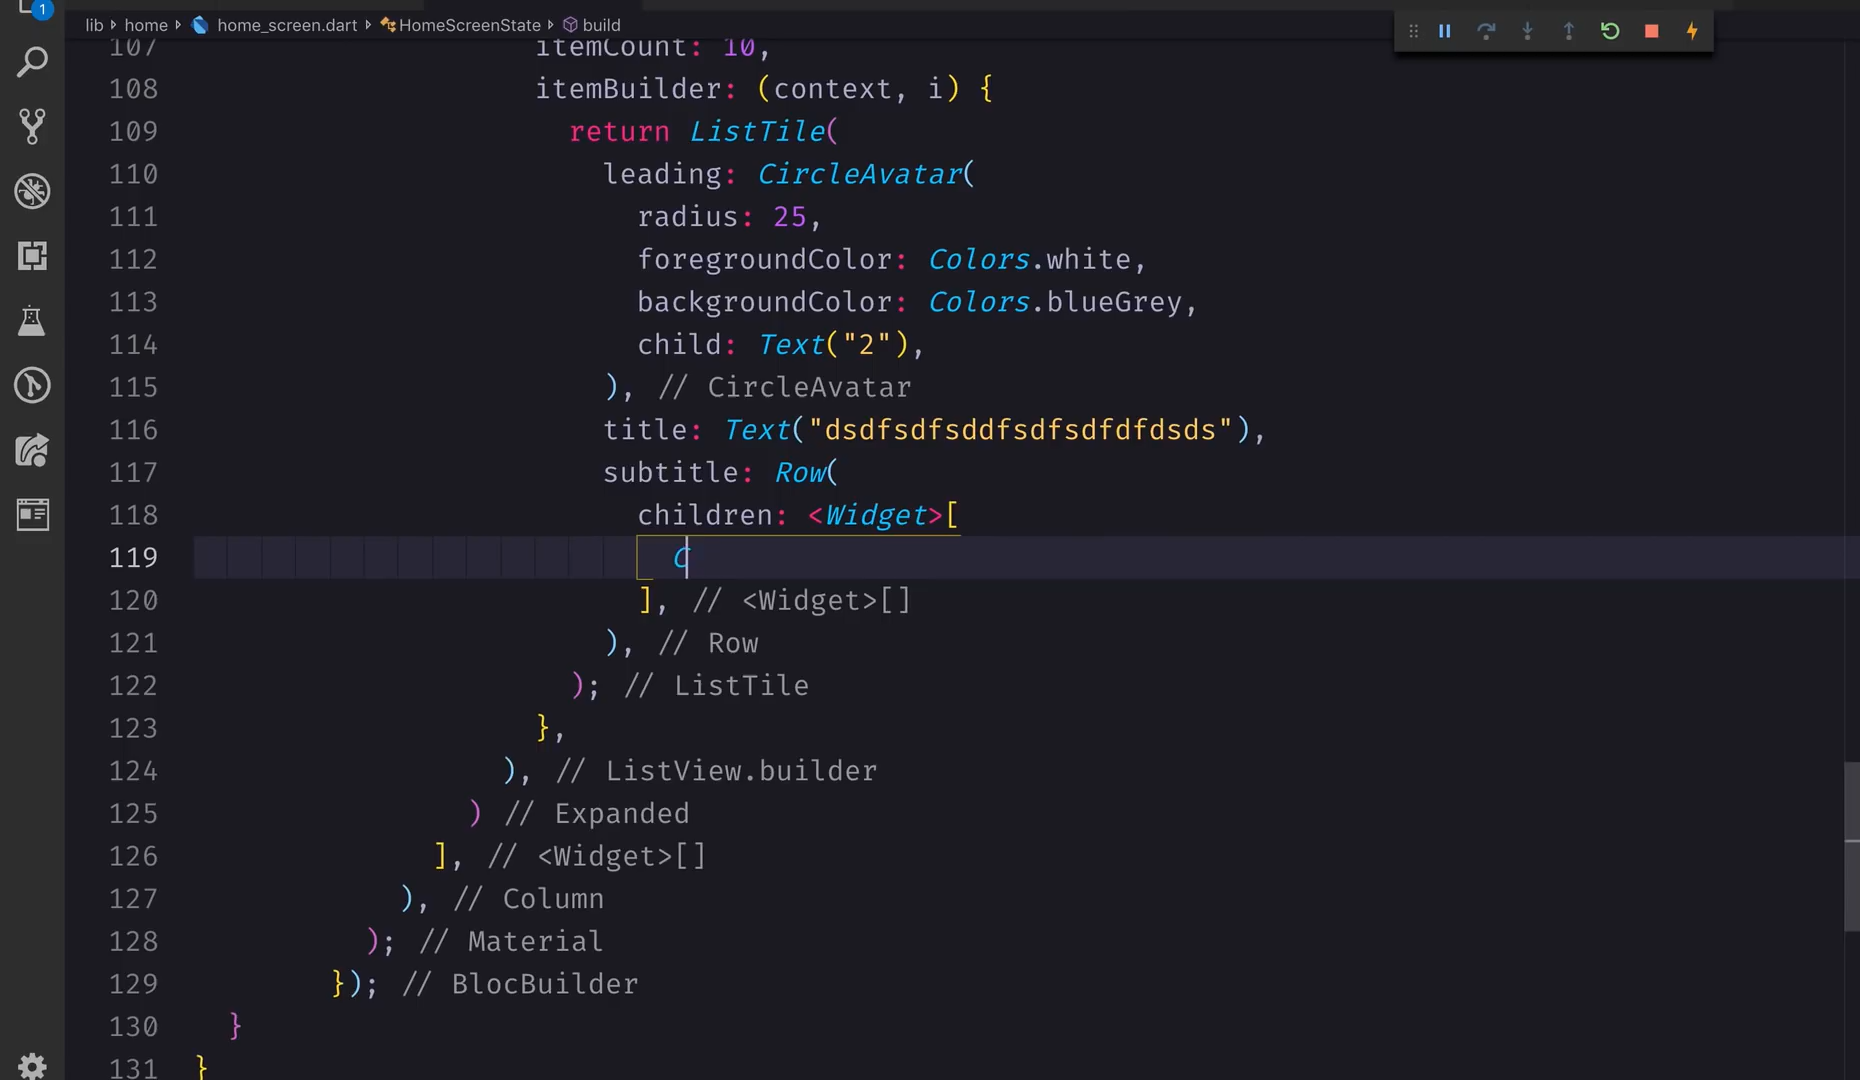 1
lib › home › home_screen.dart › HomeScreenState › build
107 itemCount: 10,
108 itemBuilder: (context, i) {
109 return ListTile(
110 leading: CircleAvatar(
111 radius: 25,
112 foregroundColor: Colors.white,
113 backgroundColor: Colors.blueGrey,
114 child: Text("2"),
115 ), // CircleAvatar
116 title: Text("dsdfsdfsddfsdfsdfdfdsds"),
117 subtitle: Row(
118 children: <Widget>[
119 C
120 ], // <Widget>[]
121 ), // Row
122 ); // ListTile
123 },
124 ), // ListView.builder
125 ) // Expanded
126 ], // <Widget>[]
127 ), // Column
128 ); // Material
129 }); // BlocBuilder
130 }
131 }